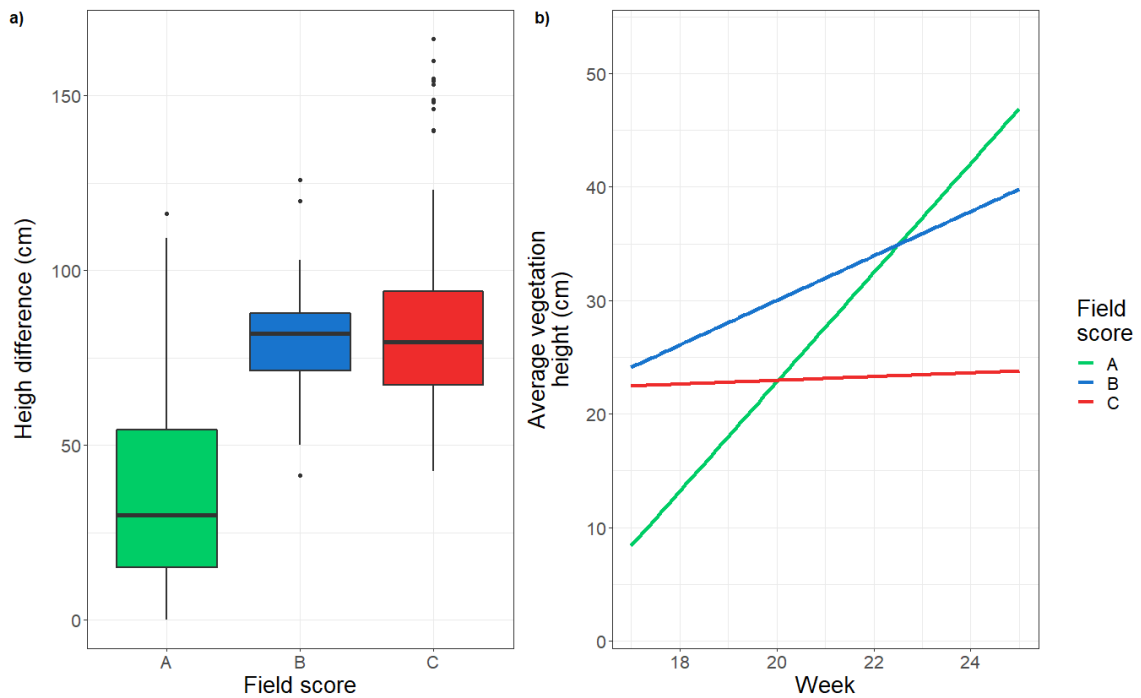 a)
Heigh difference (cm)
150
100
50
0
A B C
Field score
b)
Average vegetation
height (cm)
50
40
30
20
10
0
18 20 22 24
Week
Field
score
A
B
C